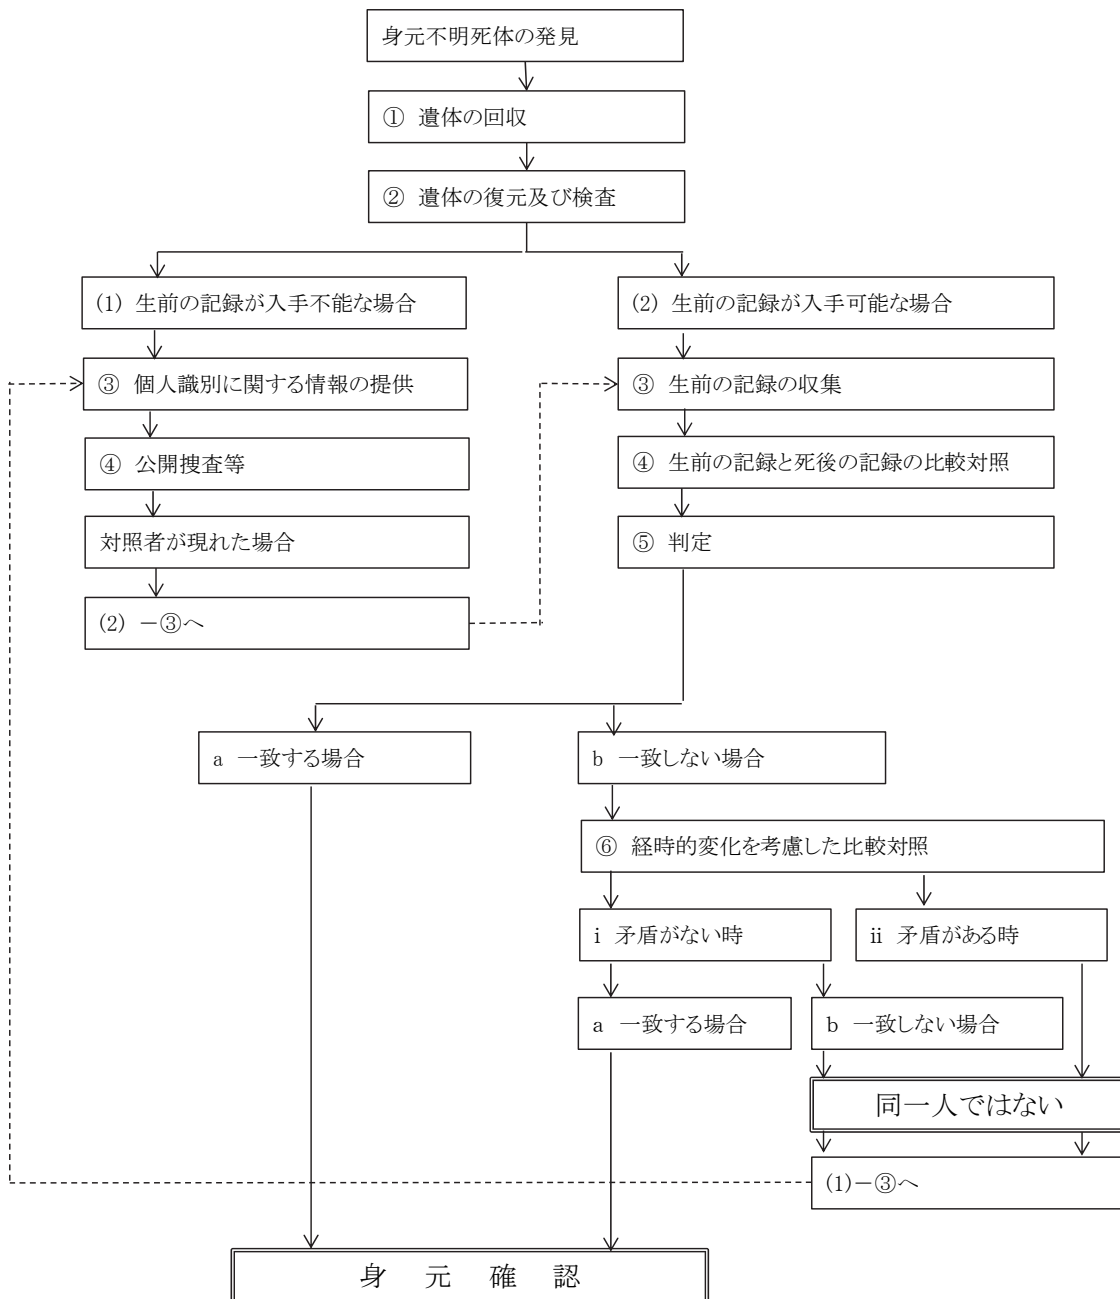 身元不明死体の発見
① 遺体の回収
② 遺体の復元及び検査
(1) 生前の記録が入手不能な場合
(2) 生前の記録が入手可能な場合
③ 個人識別に関する情報の提供
③ 生前の記録の収集
④ 公開捜査等
④ 生前の記録と死後の記録の比較対照
対照者が現れた場合
⑤ 判定
(2) －③へ
a 一致する場合
b 一致しない場合
⑥ 経時的変化を考慮した比較対照
i 矛盾がない時
ii 矛盾がある時
a 一致する場合
b 一致しない場合
同一人ではない
(1)－③へ
身元確認